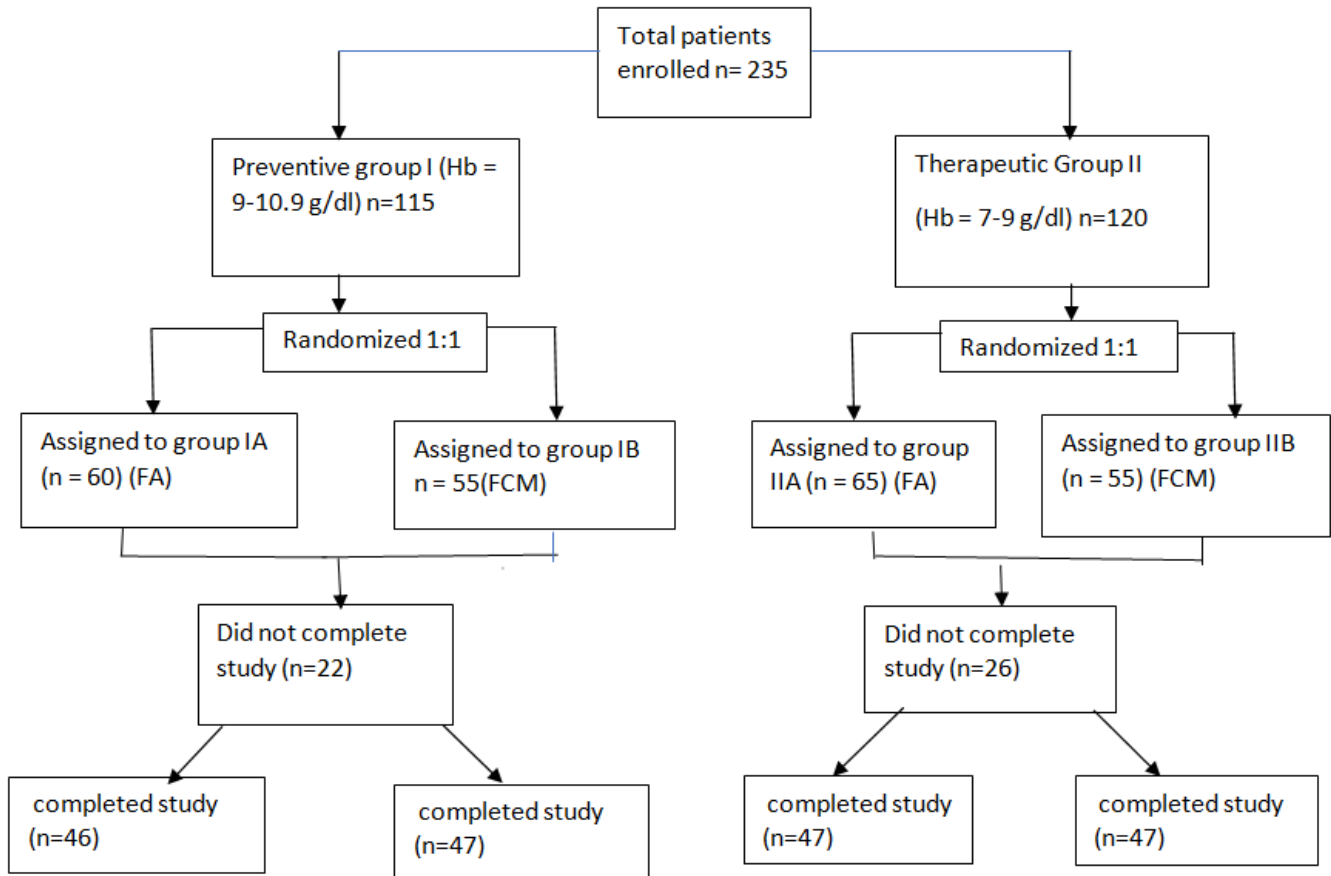 Total patients
enrolled n= 235
Preventive group I (Hb =
9-10.9 g/dl) n=115
Therapeutic Group II
(Hb = 7-9 g/dl) n=120
Randomized 1:1
Randomized 1:1
Assigned to group IA
(n = 60) (FA)
Assigned to group IB
n = 55(FCM)
Assigned to group
IIA (n = 65) (FA)
Assigned to group IIB
(n = 55) (FCM)
Did not complete
study (n=22)
Did not complete
study (n=26)
completed study
(n=46)
completed study
(n=47)
completed study
(n=47)
completed study
(n=47)